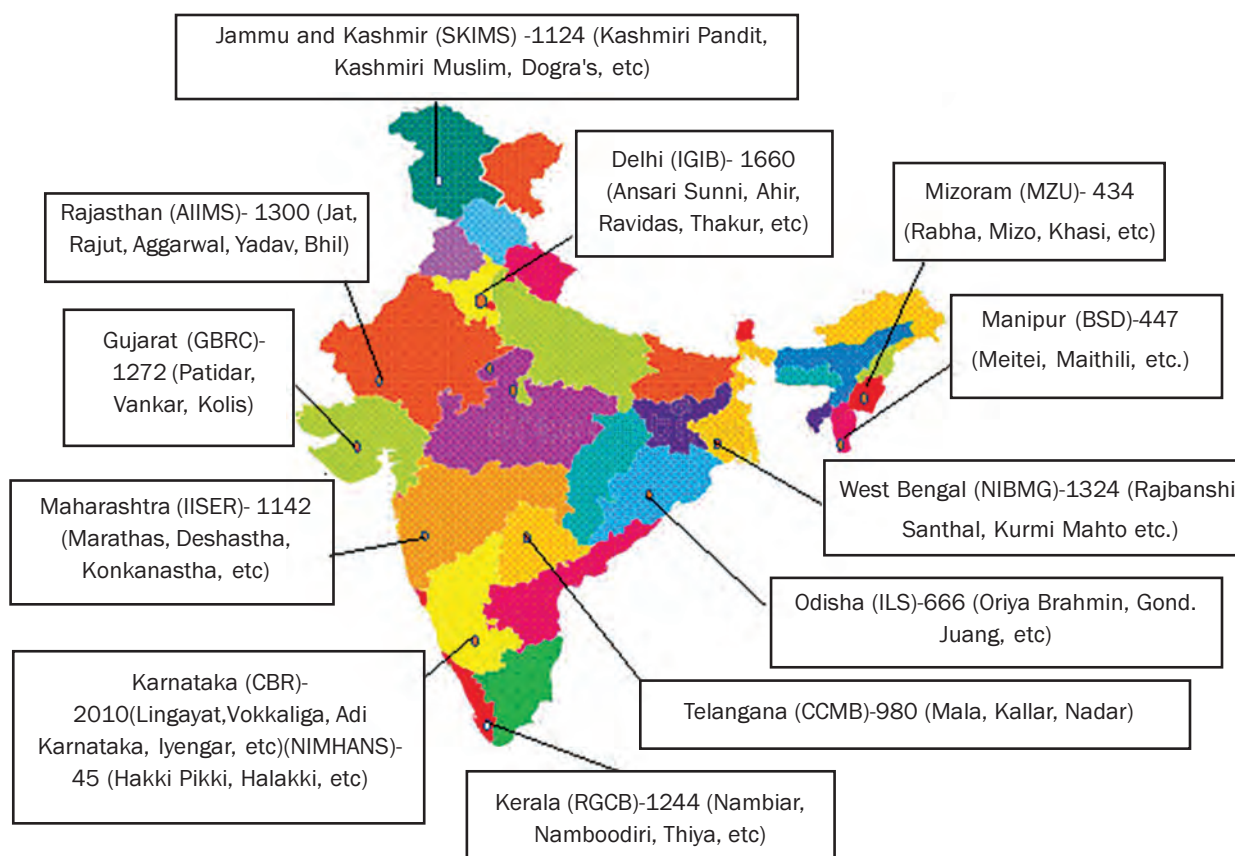 Jammu and Kashmir (SKIMS) -1124 (Kashmiri Pandit,
Kashmiri Muslim, Dogra's, etc)
Delhi (IGIB)- 1660
(Ansari Sunni, Ahir,
Ravidas, Thakur, etc)
Mizoram (MZU)- 434
(Rabha, Mizo, Khasi, etc)
Rajasthan (AIIMS)- 1300 (Jat,
Rajut, Aggarwal, Yadav, Bhil)
Manipur (BSD)-447
(Meitei, Maithili, etc.)
Gujarat (GBRC)-
1272 (Patidar,
Vankar, Kolis)
West Bengal (NIBMG)-1324 (Rajbanshi
Santhal, Kurmi Mahto etc.)
Maharashtra (IISER)- 1142
(Marathas, Deshastha,
Konkanastha, etc)
Odisha (ILS)-666 (Oriya Brahmin, Gond.
Juang, etc)
Karnataka (CBR)-
2010(Lingayat,Vokkaliga, Adi
Karnataka, Iyengar, etc)(NIMHANS)-
45 (Hakki Pikki, Halakki, etc)
Telangana (CCMB)-980 (Mala, Kallar, Nadar)
Kerala (RGCB)-1244 (Nambiar,
Namboodiri, Thiya, etc)